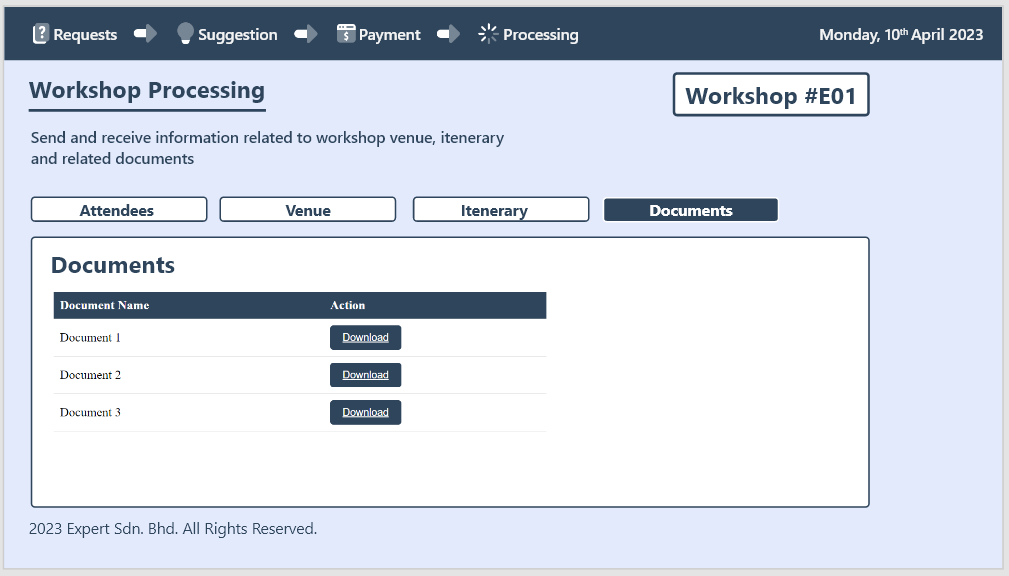 Requests Suggestion Payment Processing Monday, 10th April 2023
Workshop Processing
Workshop #E01
Send and receive information related to workshop venue, itenerary
and related documents
Attendees Venue Itenerary Documents
Documents
Document Name Action
Document 1 Download
Document 2 Download
Document 3 Download
2023 Expert Sdn. Bhd. All Rights Reserved.